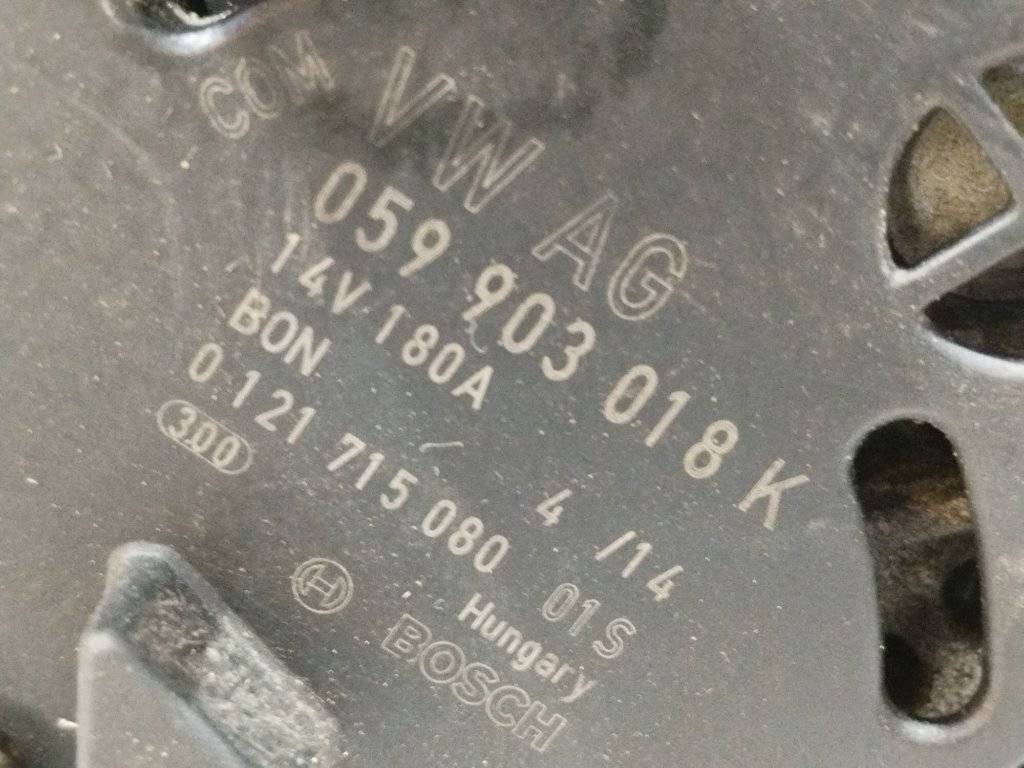 COM VW AG
059 903 018 K
14V 180A 4 /14
BON
0 121 715 080 01S
300 Hungary
BOSCH